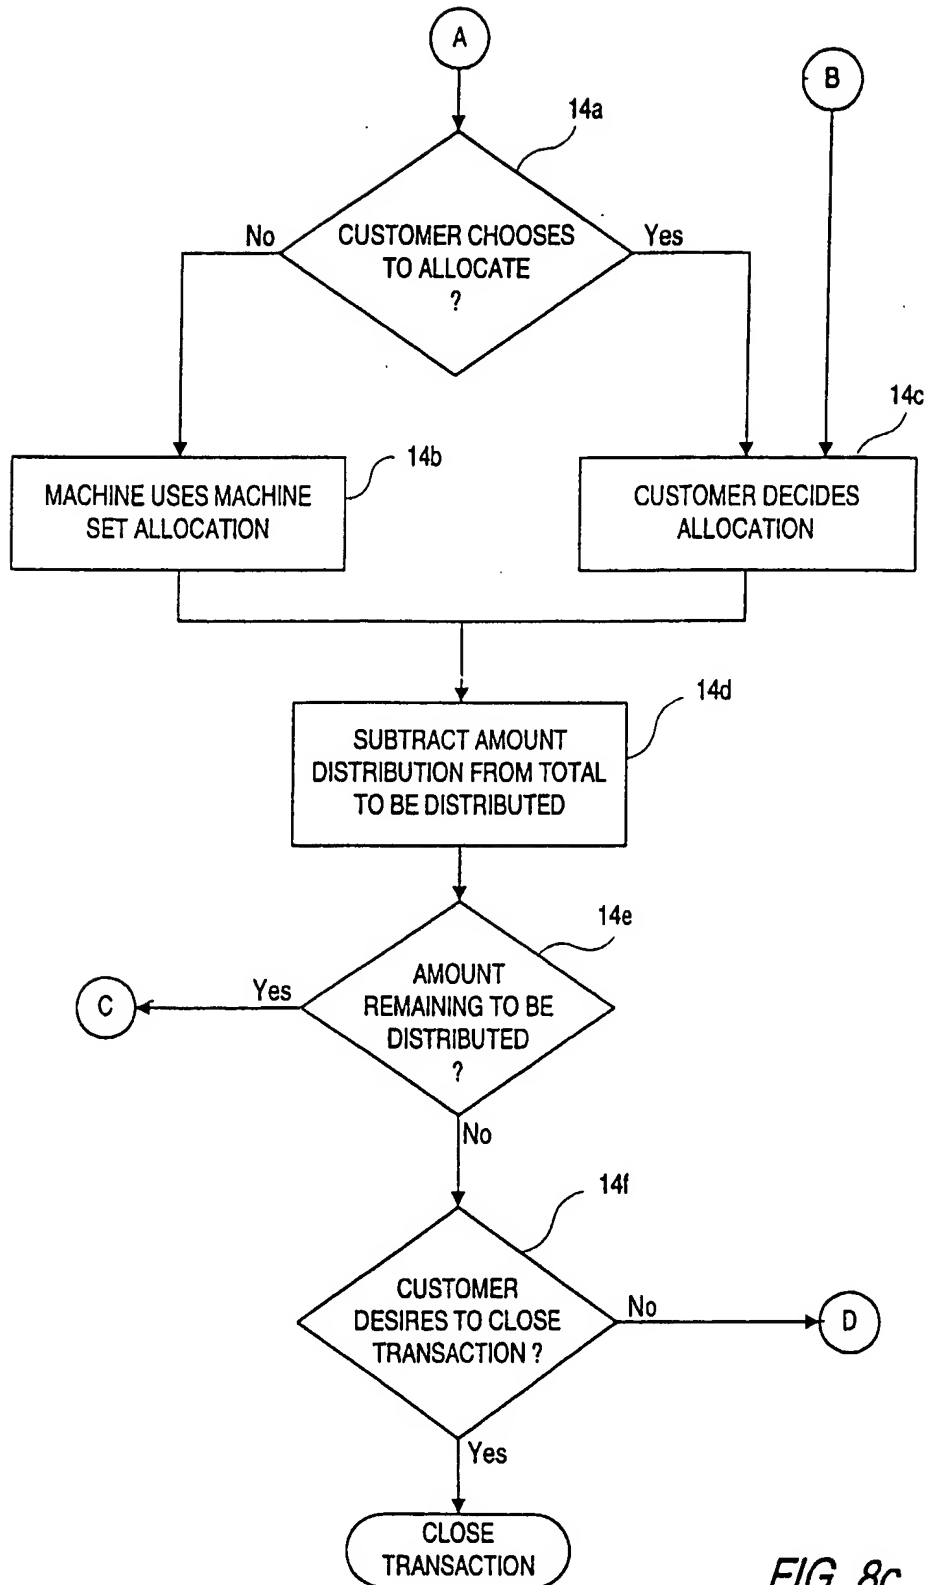 A
B
14a
No
CUSTOMER CHOOSES
TO ALLOCATE
?
Yes
14c
14b
MACHINE USES MACHINE
SET ALLOCATION
CUSTOMER DECIDES
ALLOCATION
14d
SUBTRACT AMOUNT
DISTRIBUTION FROM TOTAL
TO BE DISTRIBUTED
14e
C
Yes
AMOUNT
REMAINING TO BE
DISTRIBUTED
?
No
14f
CUSTOMER
DESIRES TO CLOSE
TRANSACTION ?
No
D
Yes
CLOSE
TRANSACTION
FIG. 8c